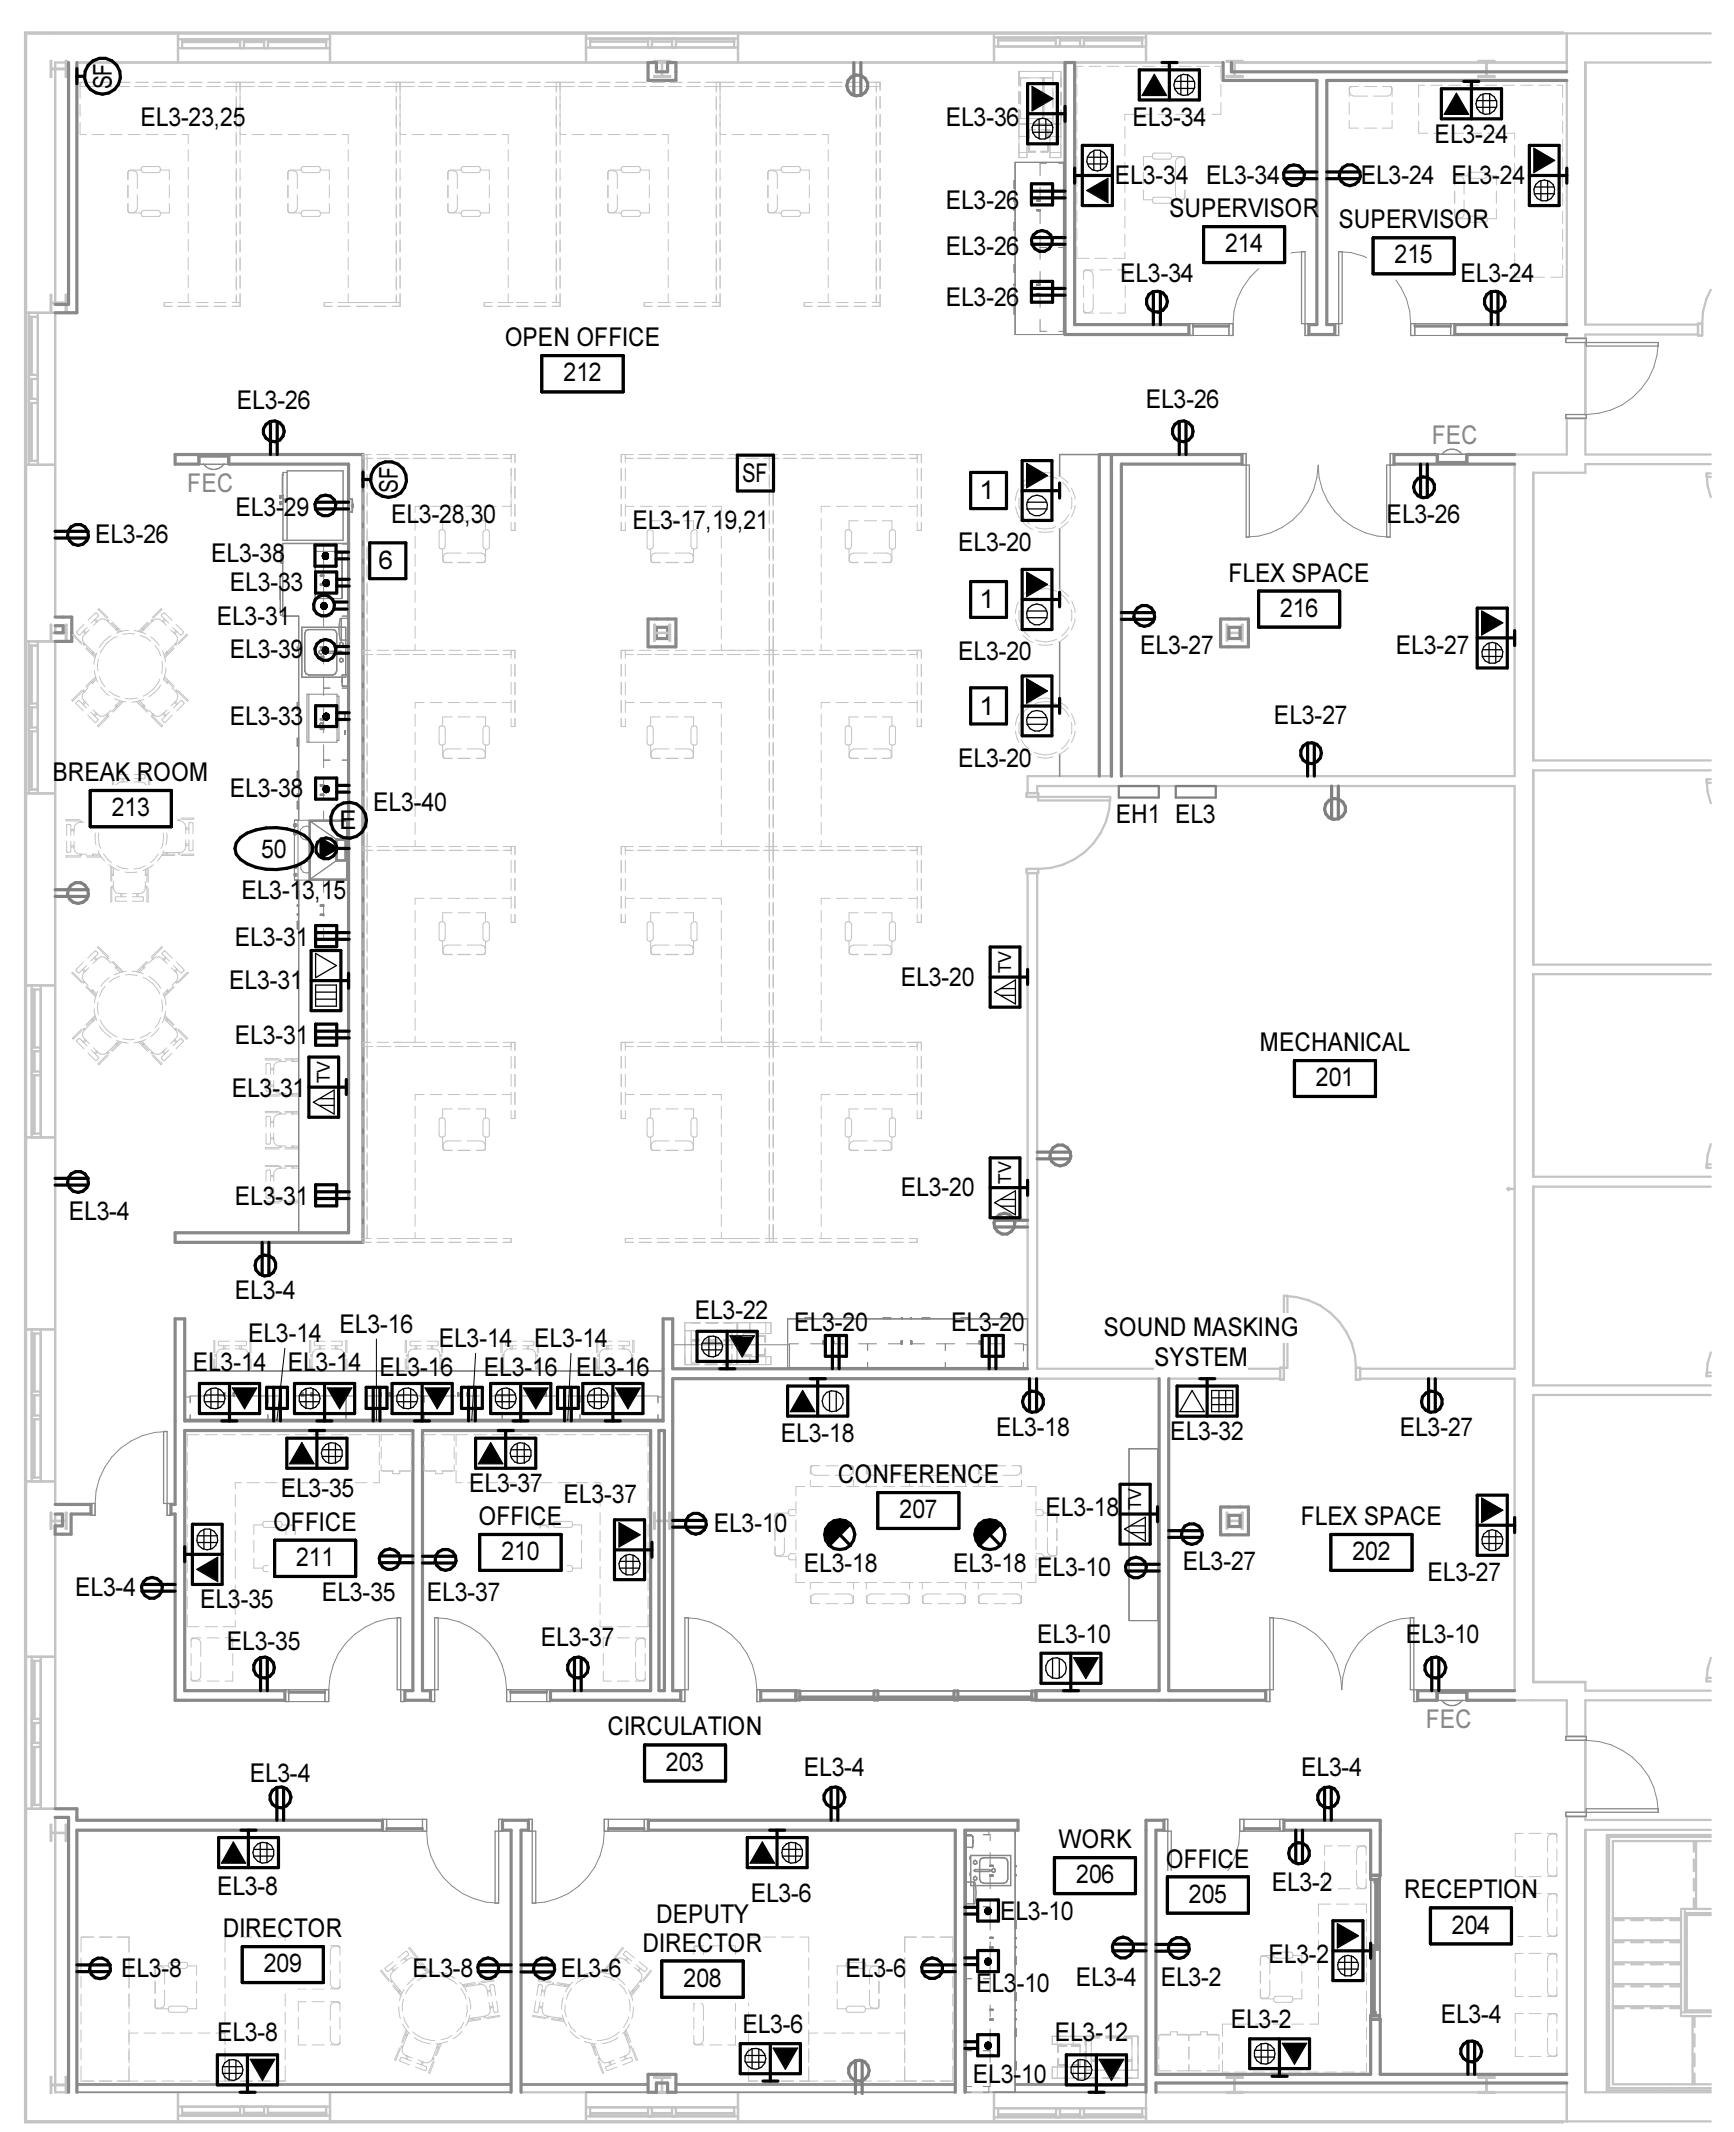 SF
EL3-23,25
EL3-36
EL3-34
EL3-24
EL3-34
EL3-34
EL3-24
EL3-24
EL3-26
SUPERVISOR
214
SUPERVISOR
215
EL3-26
EL3-34
EL3-24
EL3-26
OPEN OFFICE
212
EL3-26
EL3-26
FEC
FEC
SF
SF
EL3-29
EL3-28,30
EL3-17,19,21
1
EL3-26
EL3-26
EL3-20
EL3-38
6
EL3-33
EL3-31
EL3-39
FLEX SPACE
216
1
EL3-20
EL3-27
EL3-27
EL3-33
1
EL3-27
EL3-20
BREAK ROOM
213
EL3-38
EL3-40
E
EH1
EL3
50
EL3-13,15
EL3-31
EL3-31
EL3-20
TV
EL3-31
MECHANICAL
201
EL3-31
TV
EL3-31
EL3-20
TV
EL3-4
EL3-4
EL3-22
EL3-20
EL3-20
SOUND MASKING
SYSTEM
EL3-14
EL3-16
EL3-14
EL3-14
EL3-14
EL3-14
EL3-16
EL3-16
EL3-16
EL3-18
EL3-18
EL3-32
EL3-27
EL3-35
EL3-37
EL3-37
CONFERENCE
207
EL3-18
TV
OFFICE
211
OFFICE
210
EL3-10
FLEX SPACE
202
EL3-18
EL3-18
EL3-10
EL3-27
EL3-27
EL3-4
EL3-35
EL3-35
EL3-37
EL3-35
EL3-37
EL3-10
EL3-10
FEC
CIRCULATION
203
EL3-4
EL3-4
EL3-4
WORK
206
OFFICE
205
EL3-8
EL3-6
EL3-2
RECEPTION
204
DIRECTOR
209
DEPUTY
DIRECTOR
208
EL3-10
EL3-8
EL3-8
EL3-6
EL3-6
EL3-10
EL3-4
EL3-2
EL3-2
EL3-8
EL3-6
EL3-10
EL3-12
EL3-2
EL3-4